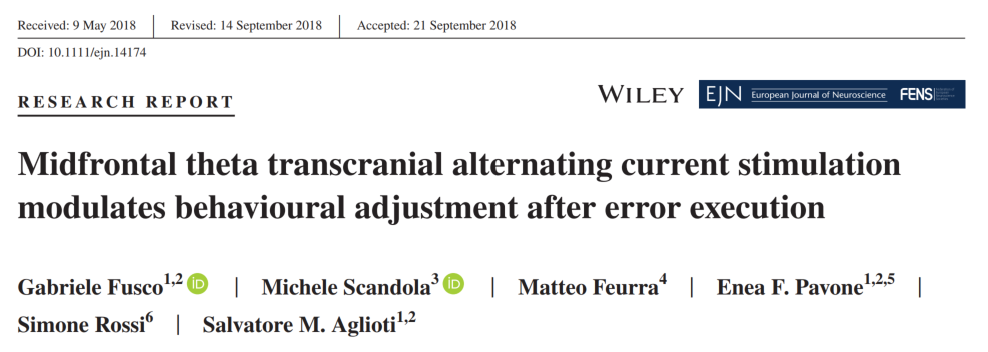 Received: 9 May 2018 | Revised: 14 September 2018 | Accepted: 21 September 2018
DOI: 10.1111/ejn.14174
RESEARCH REPORT
WILEY EJN European Journal of Neuroscience FENS
Midfrontal theta transcranial alternating current stimulation
modulates behavioural adjustment after error execution
Gabriele Fusco1,2 iD | Michele Scandola3 iD | Matteo Feurra4 | Enea F. Pavone1,2,5 |
Simone Rossi6 | Salvatore M. Aglioti1,2